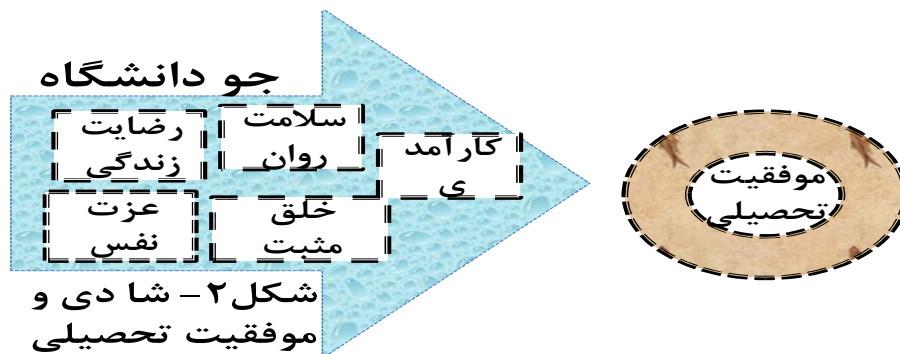 جو دانشگاه
سلامت
روان
رضایت
زندگی
کارآمد
ی
خلق
مثبت
عزت
نفس
موفقیت
تحصیلی
شکل۲- شا دی و
موفقیت تحصیلی